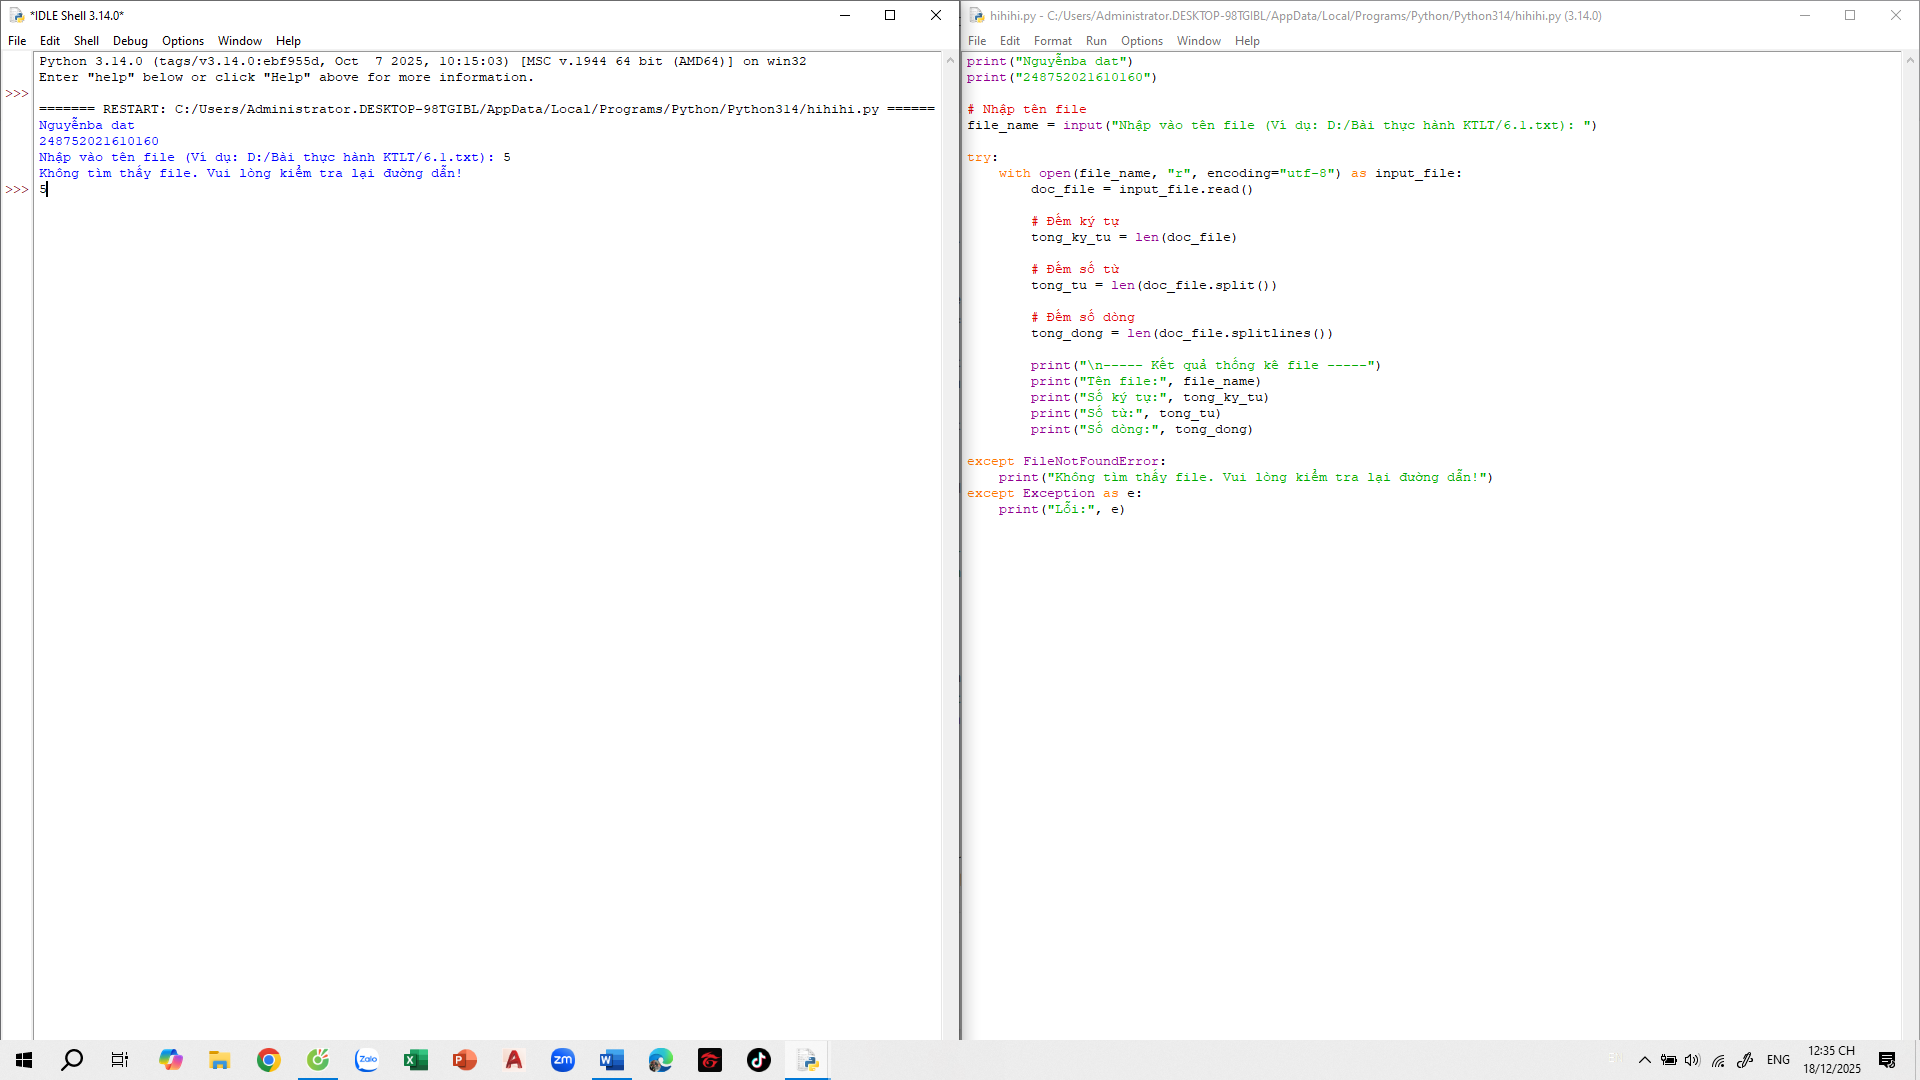 *IDLE Shell 3.14.0*
File Edit Shell Debug Options Window Help
Python 3.14.0 (tags/v3.14.0:ebf955d, Oct  7 2025, 10:15:03) [MSC v.1944 64 bit (AMD64)] on win32
Enter "help" below or click "Help" above for more information.
>>>
======= RESTART: C:/Users/Administrator.DESKTOP-98TGIBL/AppData/Local/Programs/Python/Python314/hihihi.py ======
Nguyễnba dat
248752021610160
Nhập vào tên file (Ví dụ: D:/Bài thực hành KTLT/6.1.txt): 5
Không tìm thấy file. Vui lòng kiểm tra lại đường dẫn!
>>> 5
hihihi.py - C:/Users/Administrator.DESKTOP-98TGIBL/AppData/Local/Programs/Python/Python314/hihihi.py (3.14.0)
File Edit Format Run Options Window Help
print("Nguyễnba dat")
print("248752021610160")
# Nhập tên file
file_name = input("Nhập vào tên file (Ví dụ: D:/Bài thực hành KTLT/6.1.txt): ")
try:
    with open(file_name, "r", encoding="utf-8") as input_file:
        doc_file = input_file.read()
        # Đếm ký tự
        tong_ky_tu = len(doc_file)
        # Đếm số từ
        tong_tu = len(doc_file.split())
        # Đếm số dòng
        tong_dong = len(doc_file.splitlines())
        print("\n----- Kết quả thống kê file -----")
        print("Tên file:", file_name)
        print("Số ký tự:", tong_ky_tu)
        print("Số từ:", tong_tu)
        print("Số dòng:", tong_dong)
except FileNotFoundError:
    print("Không tìm thấy file. Vui lòng kiểm tra lại đường dẫn!")
except Exception as e:
    print("Lỗi:", e)
Zalo
zm
ENG
12:35 CH
18/12/2025